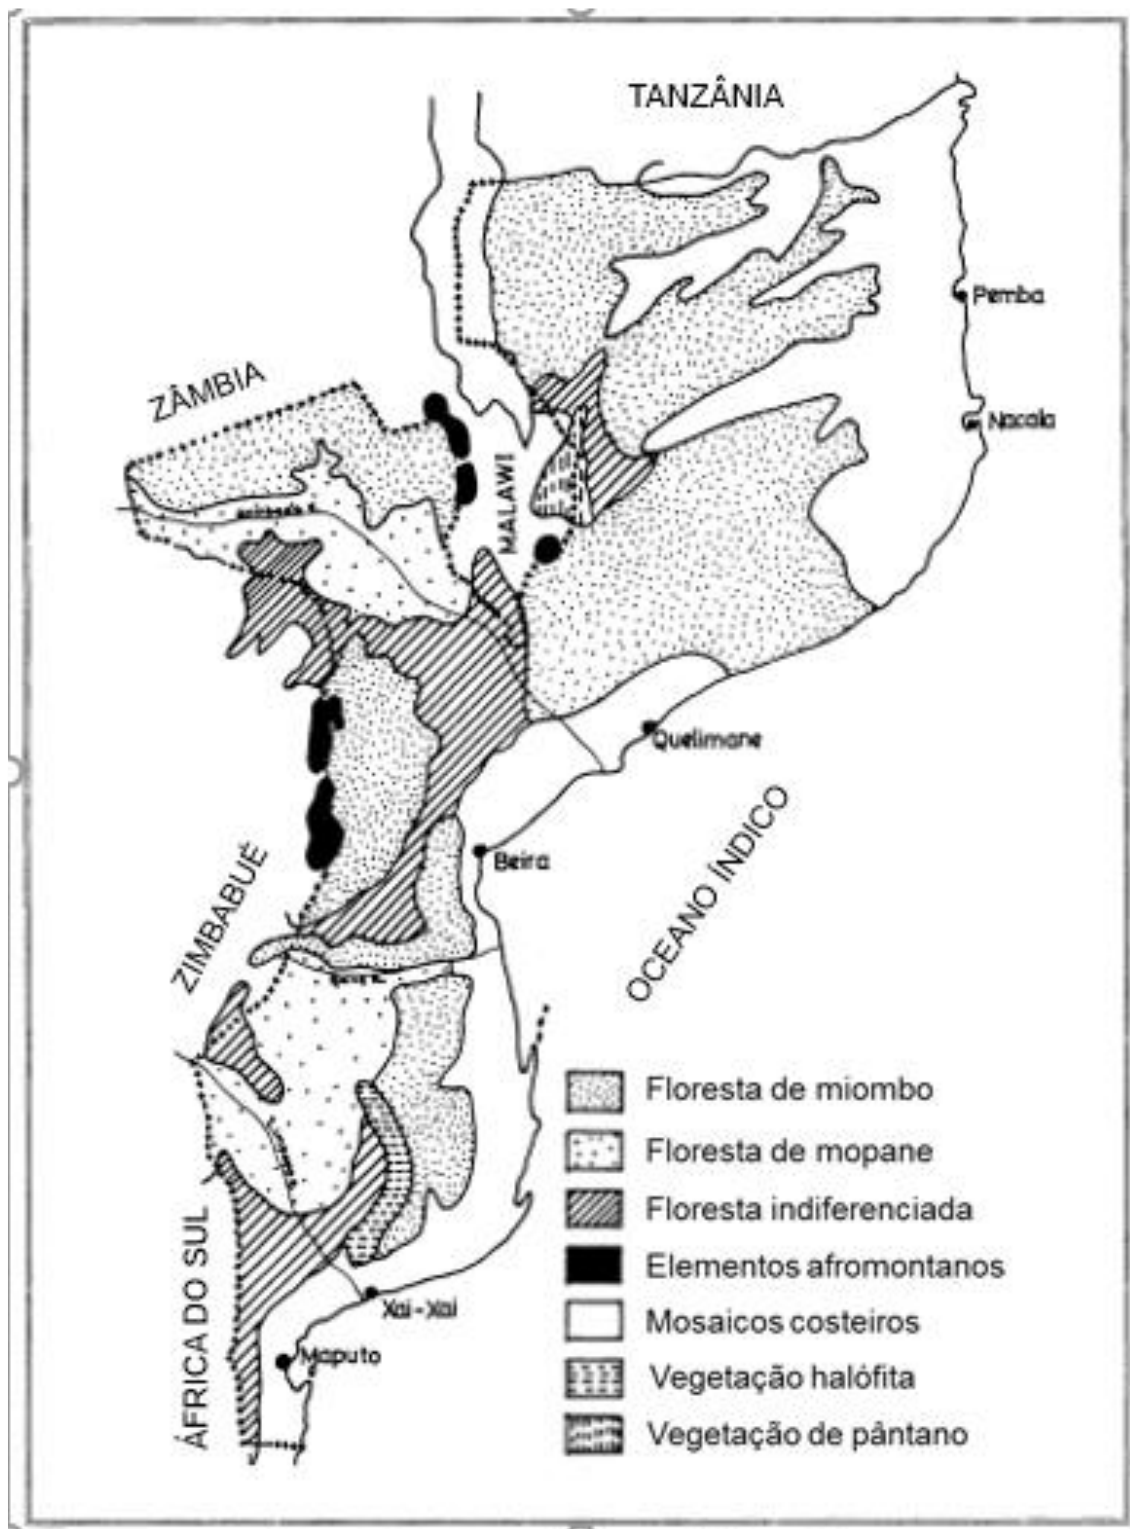 TANZÂNIA
Pemba
ZÂMBIA
Nacala
MALAWI
Quelimane
Beira
ZIMBABUÉ
OCEANO ÍNDICO
ÁFRICA DO SUL
Xai-Xai
Maputo
Floresta de miombo
Floresta de mopane
Floresta indiferenciada
Elementos afromontanos
Mosaicos costeiros
Vegetação halófita
Vegetação de pântano